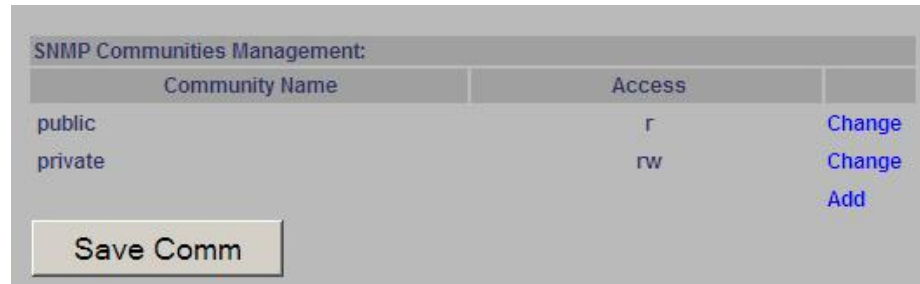 SNMP Communities Management:
Community Name Access
public r Change
private rw Change
Add
Save Comm